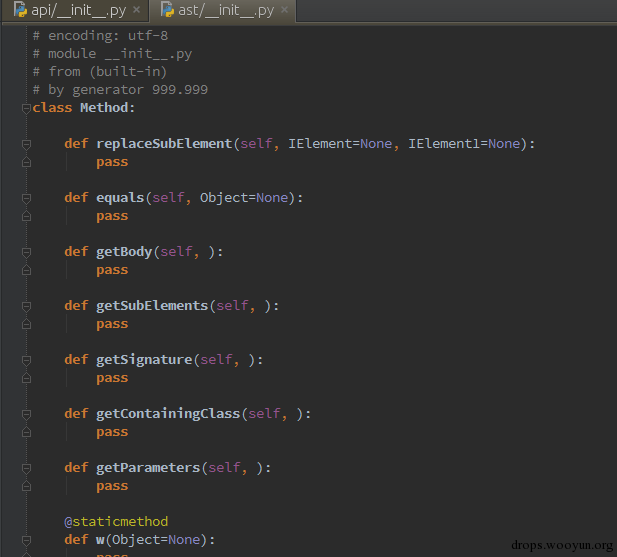 api/__init__.py × ast/__init__.py ×
# encoding: utf-8
# module __init__.py
# from (built-in)
# by generator 999.999
class Method:
def replaceSubElement(self, IElement=None, IElement1=None):
pass
def equals(self, Object=None):
pass
def getBody(self, ):
pass
def getSubElements(self, ):
pass
def getSignature(self, ):
pass
def getContainingClass(self, ):
pass
def getParameters(self, ):
pass
@staticmethod
def w(Object=None):
pass
drops.wooyun.org